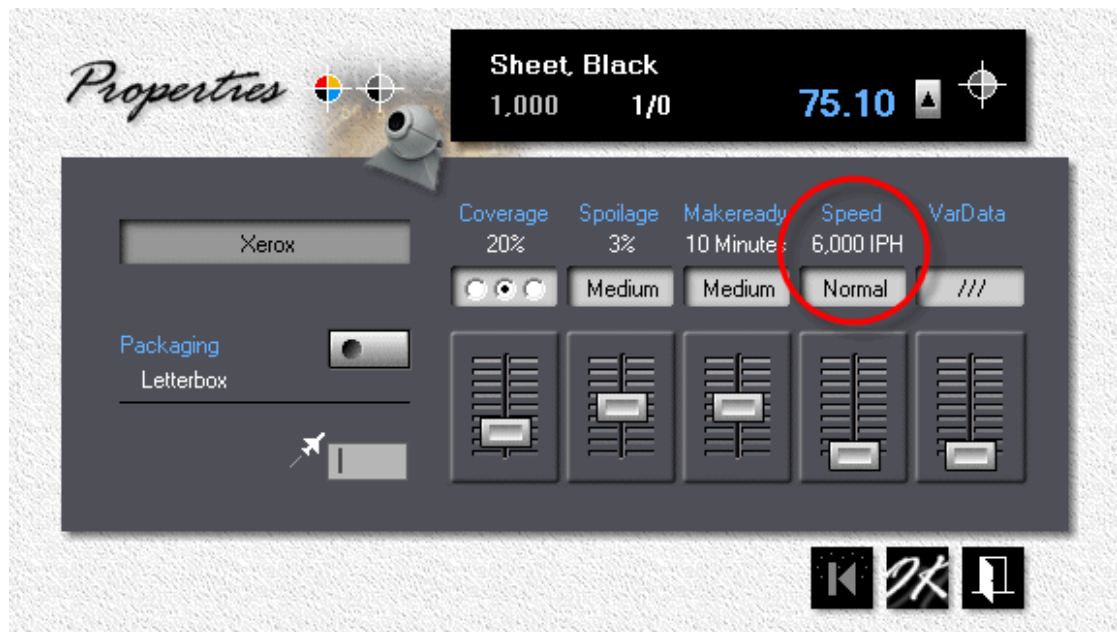 Properties
Sheet, Black
1,000 1/0 75.10
Coverage Spoilage Makeready Speed VarData
Xerox 20% 3% 10 Minutes 6,000 IPH
Medium Medium Normal ///
Packaging
Letterbox
OK